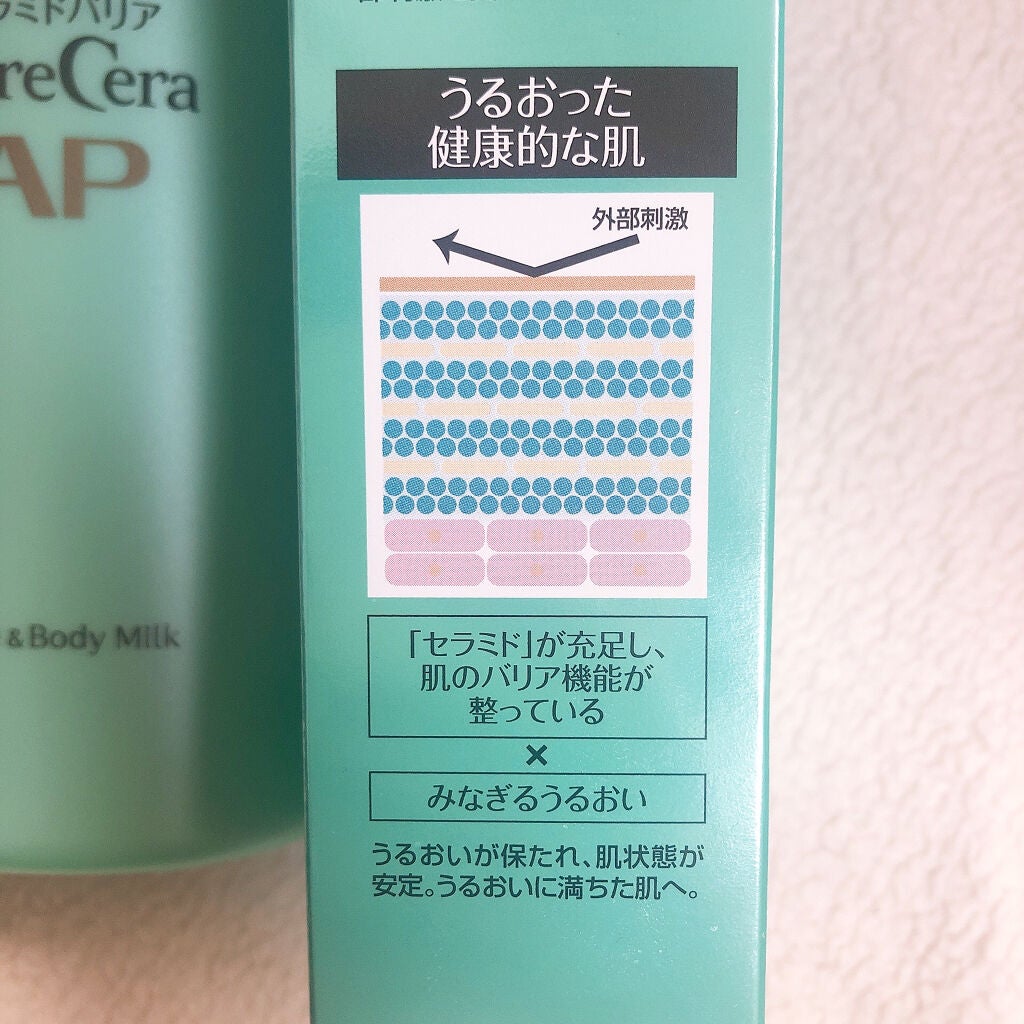 ラミドバリア
reCera
AP
& Body Milk
うるおった
健康的な肌
外部刺激
「セラミド」が充足し、
肌のバリア機能が
整っている
×
みなぎるうるおい
うるおいが保たれ、肌状態が
安定。うるおいに満ちた肌へ。